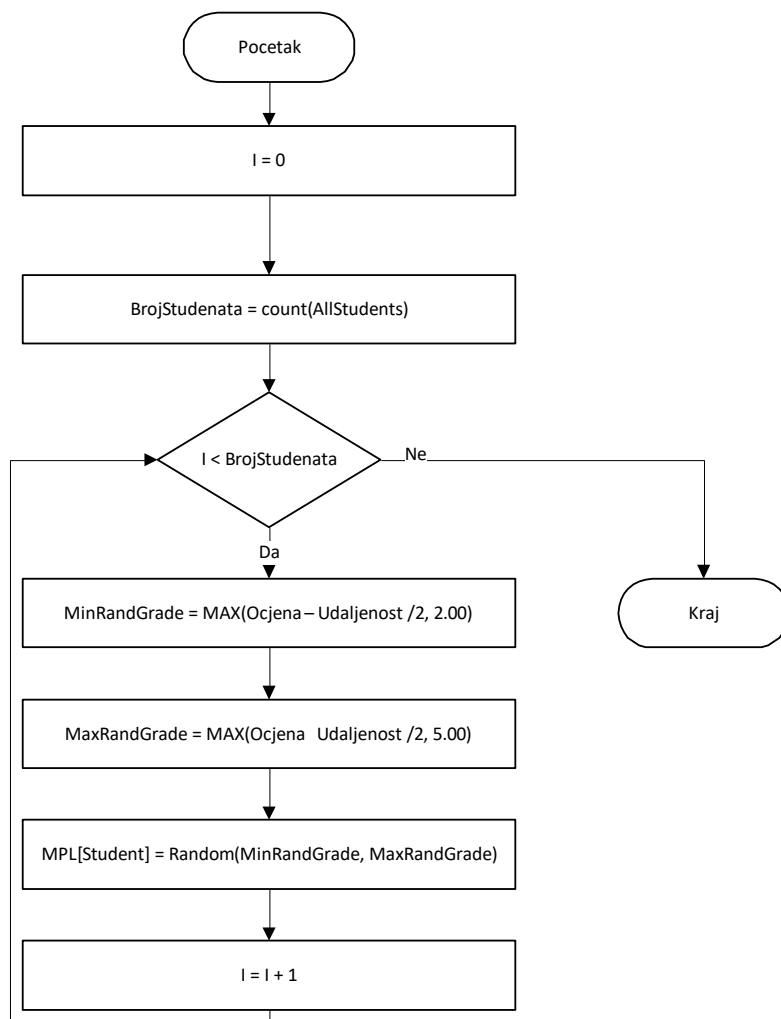 Pocetak
I = 0
BrojStudenata = count(AllStudents)
I < BrojStudenata
Ne
Da
MinRandGrade = MAX(Ocjena – Udaljenost /2, 2.00)
Kraj
MaxRandGrade = MAX(Ocjena Udaljenost /2, 5.00)
MPL[Student] = Random(MinRandGrade, MaxRandGrade)
I = I + 1